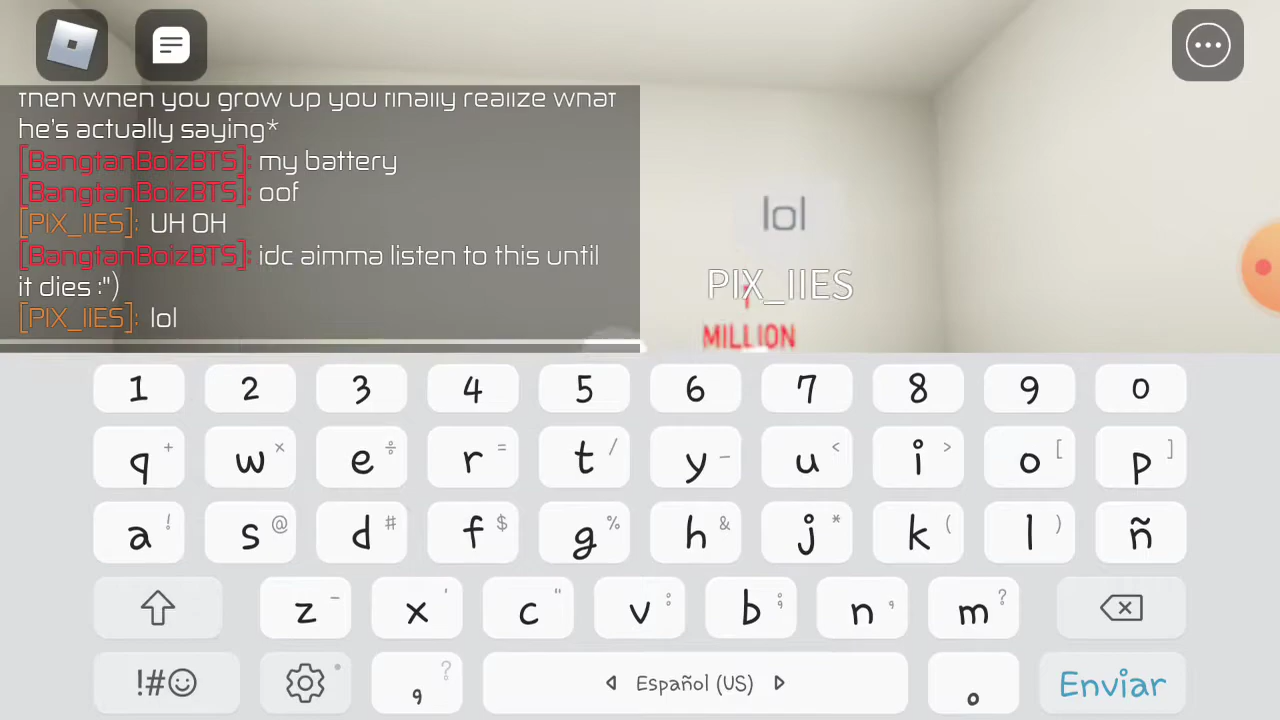 then when you grow up you finally realize what
he's actually saying*
[BangtanBoizBTS]: my battery
[BangtanBoizBTS]: oof
[PIX_IIES]: UH OH
[BangtanBoizBTS]: idc aimma listen to this until
it dies :")
[PIX_IIES]: lol
lol
PIX_IIES
1
MILLION
1 2 3 4 5 6 7 8 9 0
q + w × e ÷ r = t / y _ u < i > o [ p ]
a ! s @ d # f $ g % h & j * k ( l ) ñ
z - x ' c " v : b ; n , m ?
!#☺ , ? Español (US) . Enviar